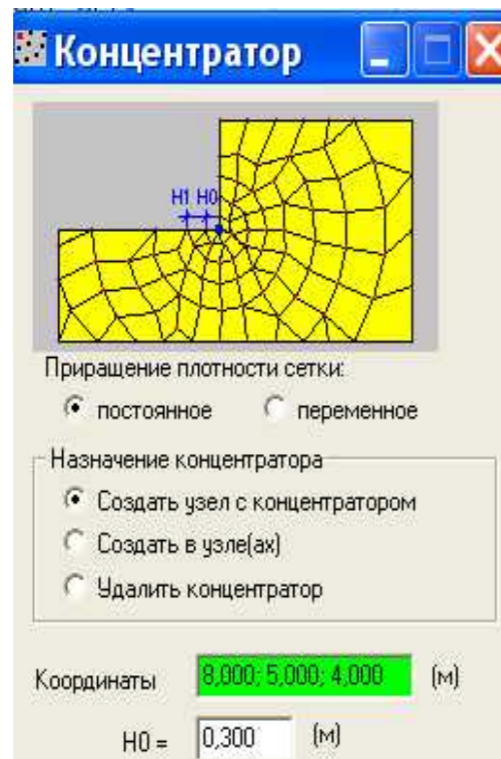 Концентратор
H1 H0
Приращение плотности сетки:
постоянное переменное
Назначение концентратора
Создать узел с концентратором
Создать в узле(ах)
Удалить концентратор
Координаты 8,000; 5,000; 4,000 (м)
H0 = 0,300 (м)